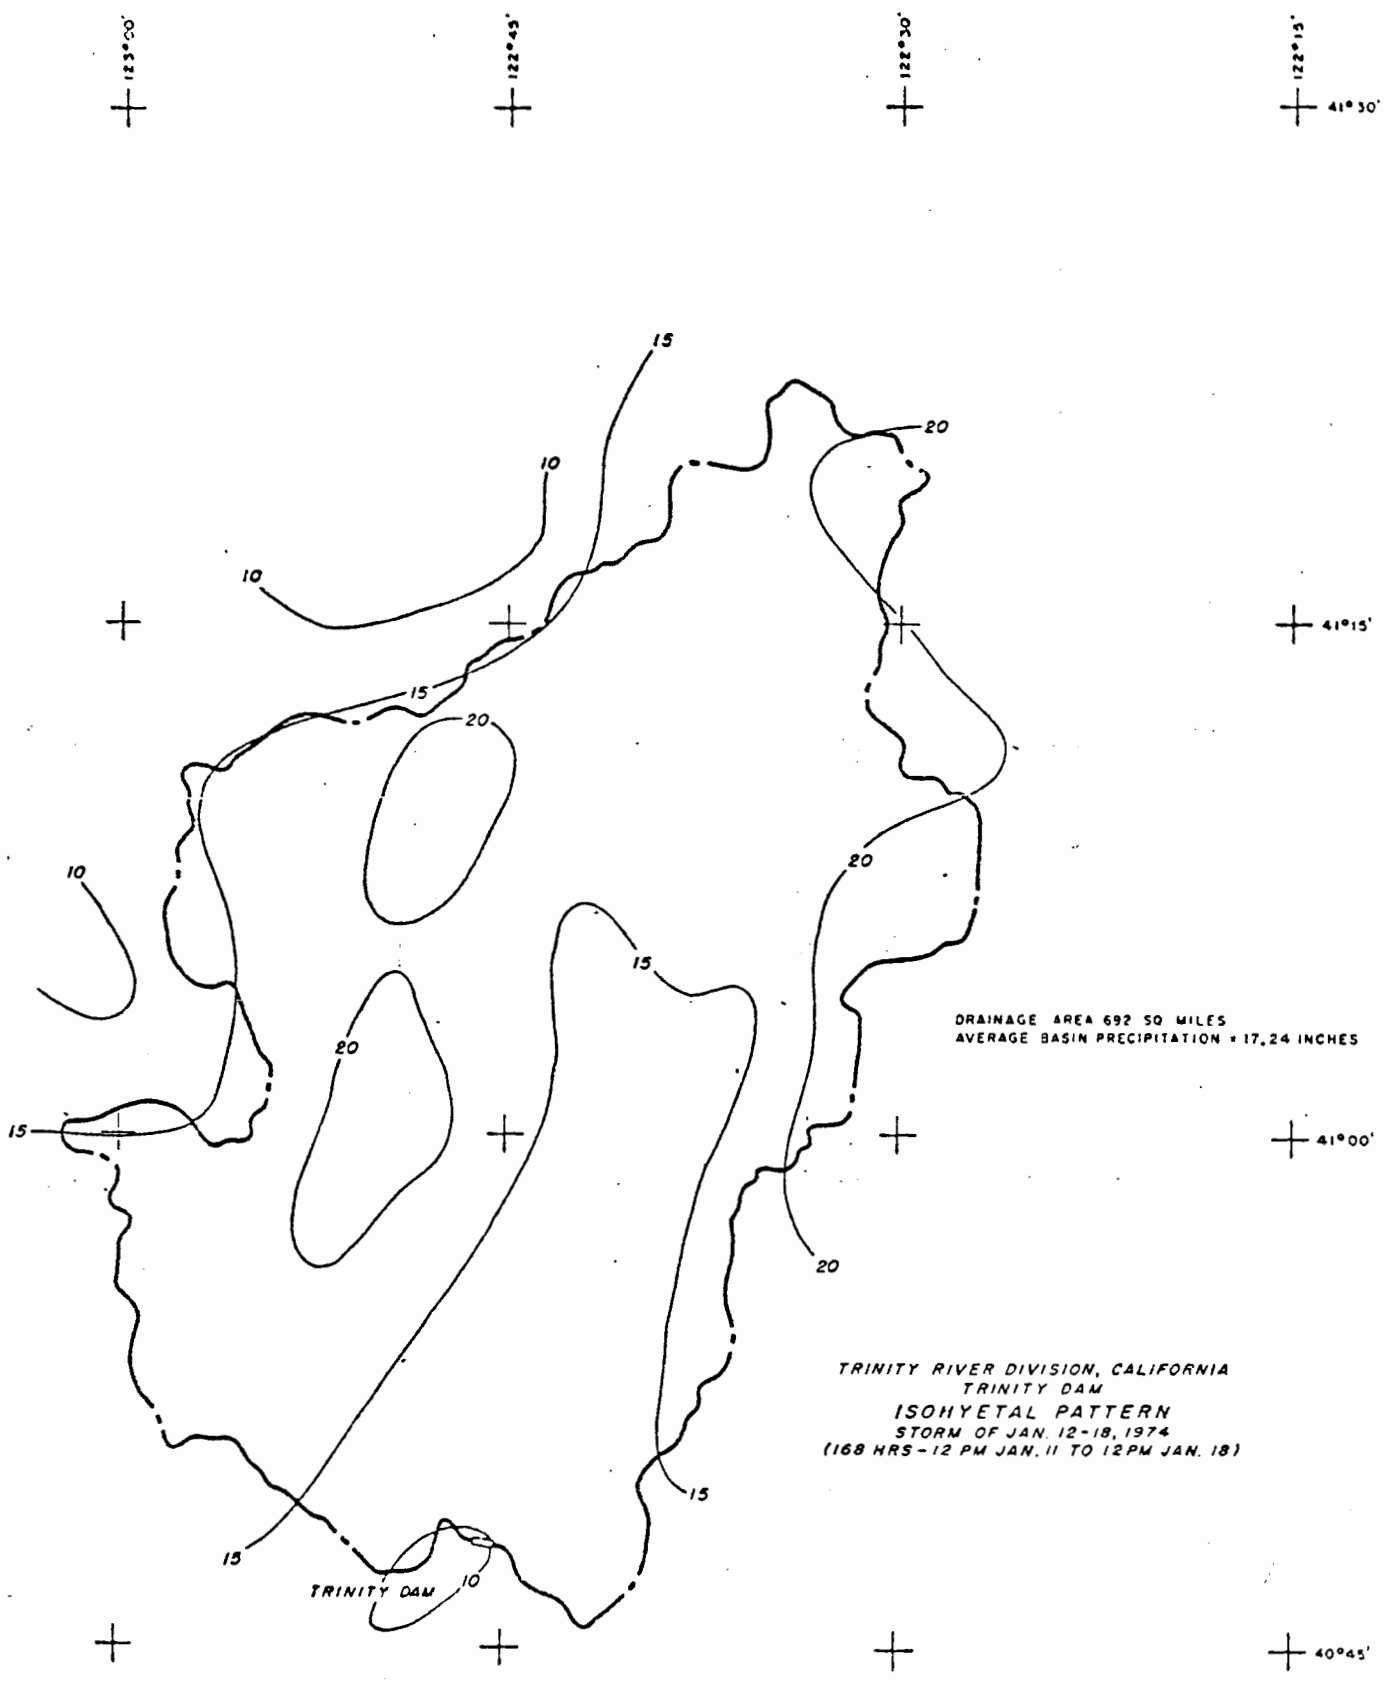 123°00'
122°45'
122°30'
122°15'
41°30'
15
20
10
10
41°15'
15
20
20
10
15
DRAINAGE AREA 692 SQ MILES
AVERAGE BASIN PRECIPITATION = 17.24 INCHES
20
15
41°00'
20
TRINITY RIVER DIVISION, CALIFORNIA
TRINITY DAM
ISOHYETAL PATTERN
STORM OF JAN. 12-18, 1974
(168 HRS - 12 PM JAN. 11 TO 12 PM JAN. 18)
15
15
10
TRINITY DAM
40°45'